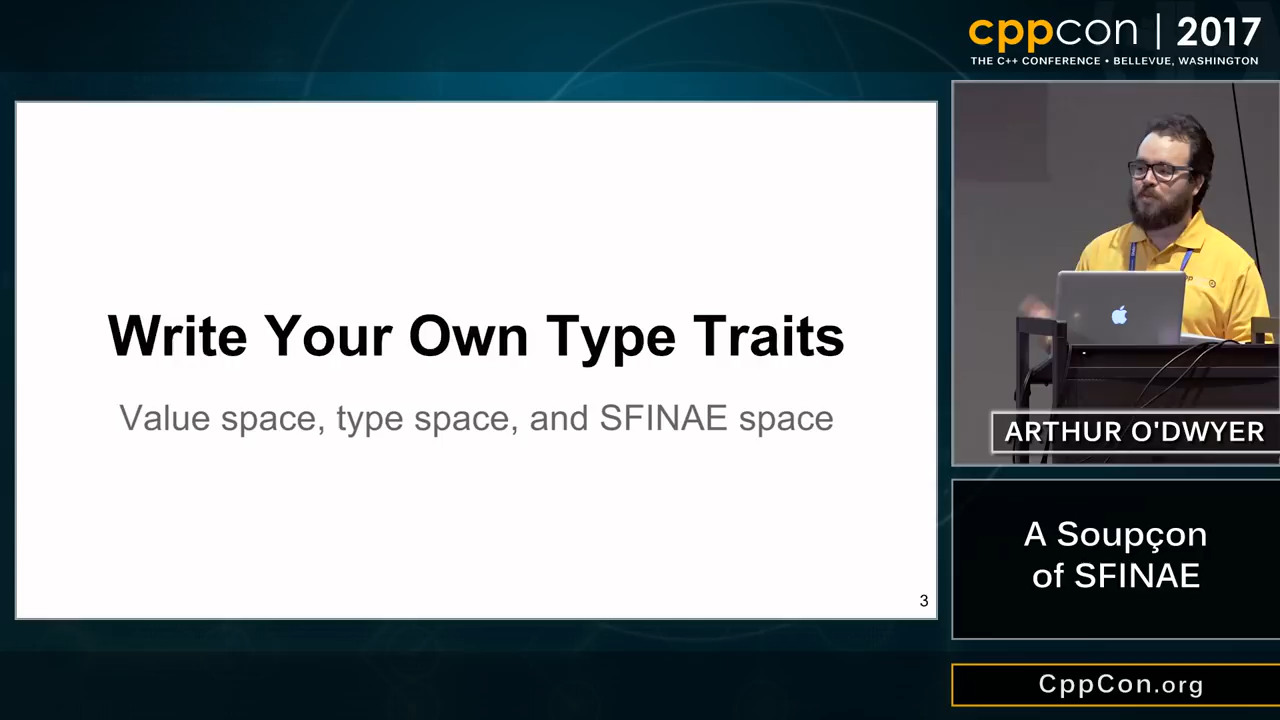 cppcon | 2017
THE C++ CONFERENCE • BELLEVUE, WASHINGTON
Write Your Own Type Traits
Value space, type space, and SFINAE space
3
ARTHUR O'DWYER
A Soupçon
of SFINAE
CppCon.org